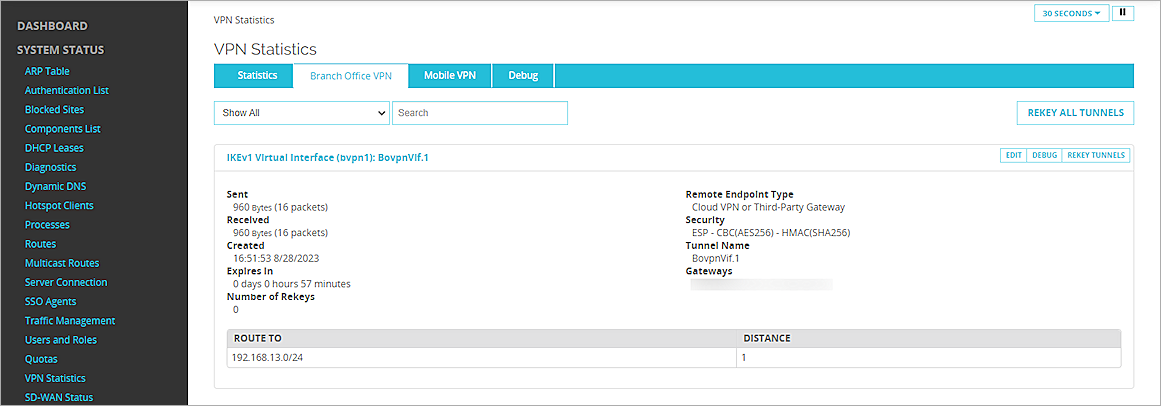 DASHBOARD
SYSTEM STATUS
ARP Table
Authentication List
Blocked Sites
Components List
DHCP Leases
Diagnostics
Dynamic DNS
Hotspot Clients
Processes
Routes
Multicast Routes
Server Connection
SSO Agents
Traffic Management
Users and Roles
Quotas
VPN Statistics
SD-WAN Status
VPN Statistics
30 SECONDS
VPN Statistics
Statistics Branch Office VPN Mobile VPN Debug
Show All Search REKEY ALL TUNNELS
IKEv1 Virtual Interface (bvpn1): BovpnVif.1 EDIT DEBUG REKEY TUNNELS
Sent
960 Bytes (16 packets)
Received
960 Bytes (16 packets)
Created
16:51:53 8/28/2023
Expires In
0 days 0 hours 57 minutes
Number of Rekeys
0
Remote Endpoint Type
Cloud VPN or Third-Party Gateway
Security
ESP - CBC(AES256) - HMAC(SHA256)
Tunnel Name
BovpnVif.1
Gateways
ROUTE TO DISTANCE
192.168.13.0/24 1